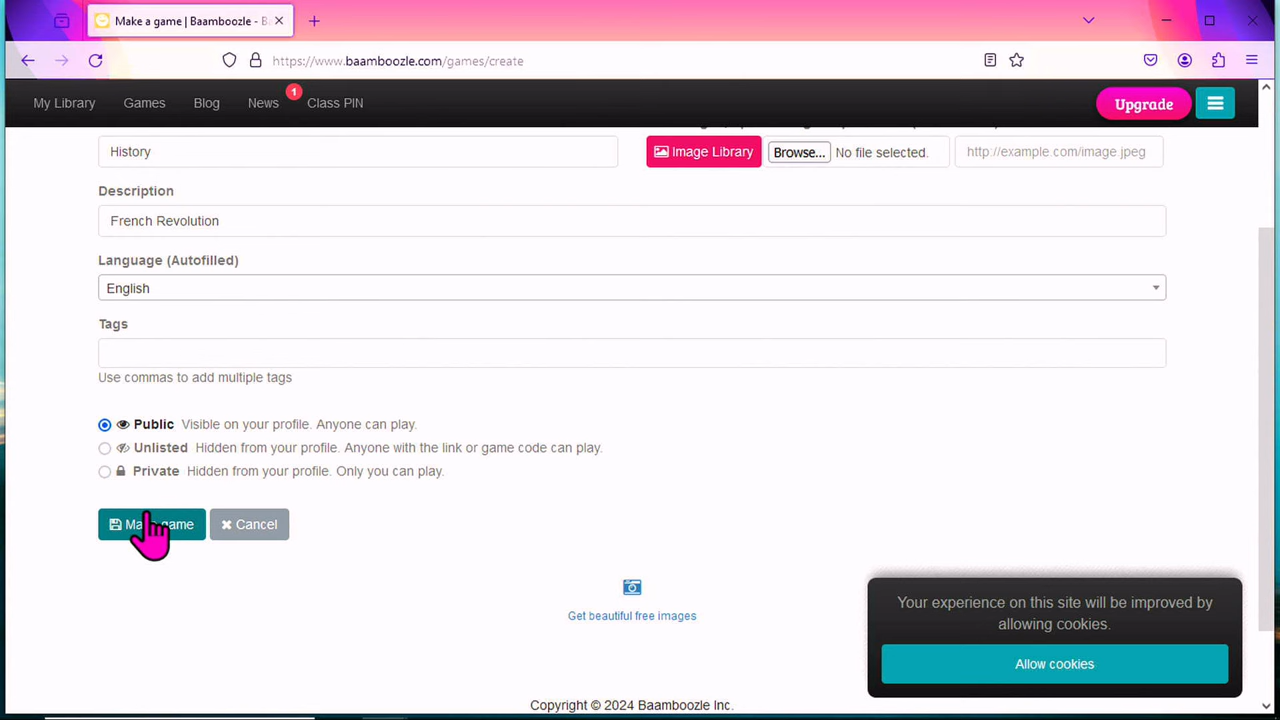 Make a game | Baamboozle - Ba
https://www.baamboozle.com/games/create
My Library Games Blog News 1 Class PIN Upgrade
History Image Library Browse... No file selected. http://example.com/image.jpeg
Description
French Revolution
Language (Autofilled)
English
Tags
Use commas to add multiple tags
Public Visible on your profile. Anyone can play.
Unlisted Hidden from your profile. Anyone with the link or game code can play.
Private Hidden from your profile. Only you can play.
game Cancel
Get beautiful free images
Your experience on this site will be improved by
allowing cookies.
Allow cookies
Copyright © 2024 Baamboozle Inc.